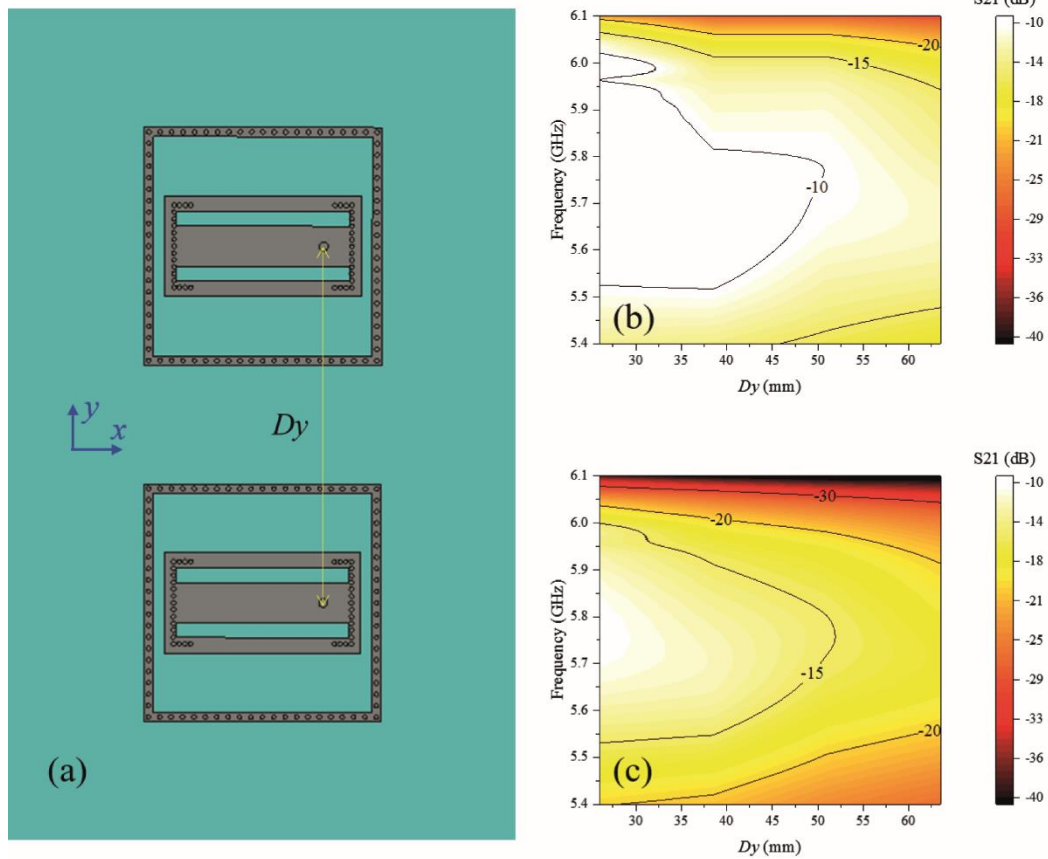 y
x
Dy
(a)
S21 (dB)
6.1
6.0
5.9
5.8
5.7
5.6
5.5
5.4
Frequency (GHz)
-20
-15
-10
(b)
30 35 40 45 50 55 60
Dy (mm)
-10
-14
-18
-21
-25
-29
-33
-36
-40
S21 (dB)
6.1
6.0
5.9
5.8
5.7
5.6
5.5
5.4
Frequency (GHz)
-30
-20
-15
-20
(c)
30 35 40 45 50 55 60
Dy (mm)
-10
-14
-18
-21
-25
-29
-33
-36
-40